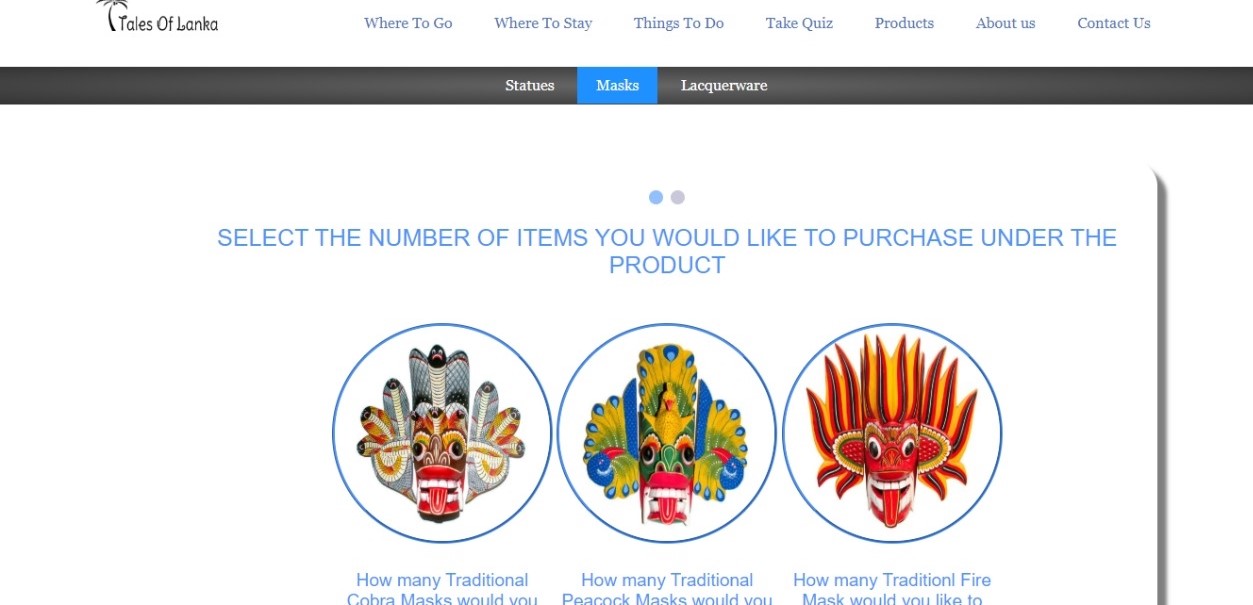 Tales Of Lanka
Where To Go Where To Stay Things To Do Take Quiz Products About us Contact Us
Statues Masks Lacquerware
SELECT THE NUMBER OF ITEMS YOU WOULD LIKE TO PURCHASE UNDER THE
PRODUCT
How many Traditional
Cobra Masks would you
How many Traditional
Peacock Masks would you
How many Traditionl Fire
Mask would you like to